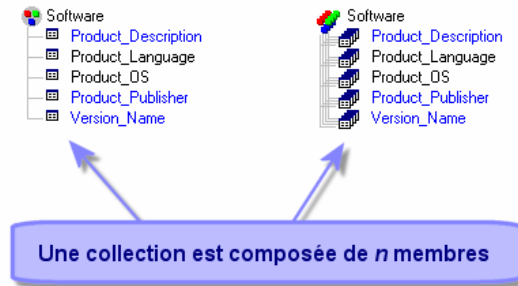 Software
Product_Description
Product_Language
Product_OS
Product_Publisher
Version_Name
Software
Product_Description
Product_Language
Product_OS
Product_Publisher
Version_Name
Une collection est composée de n membres